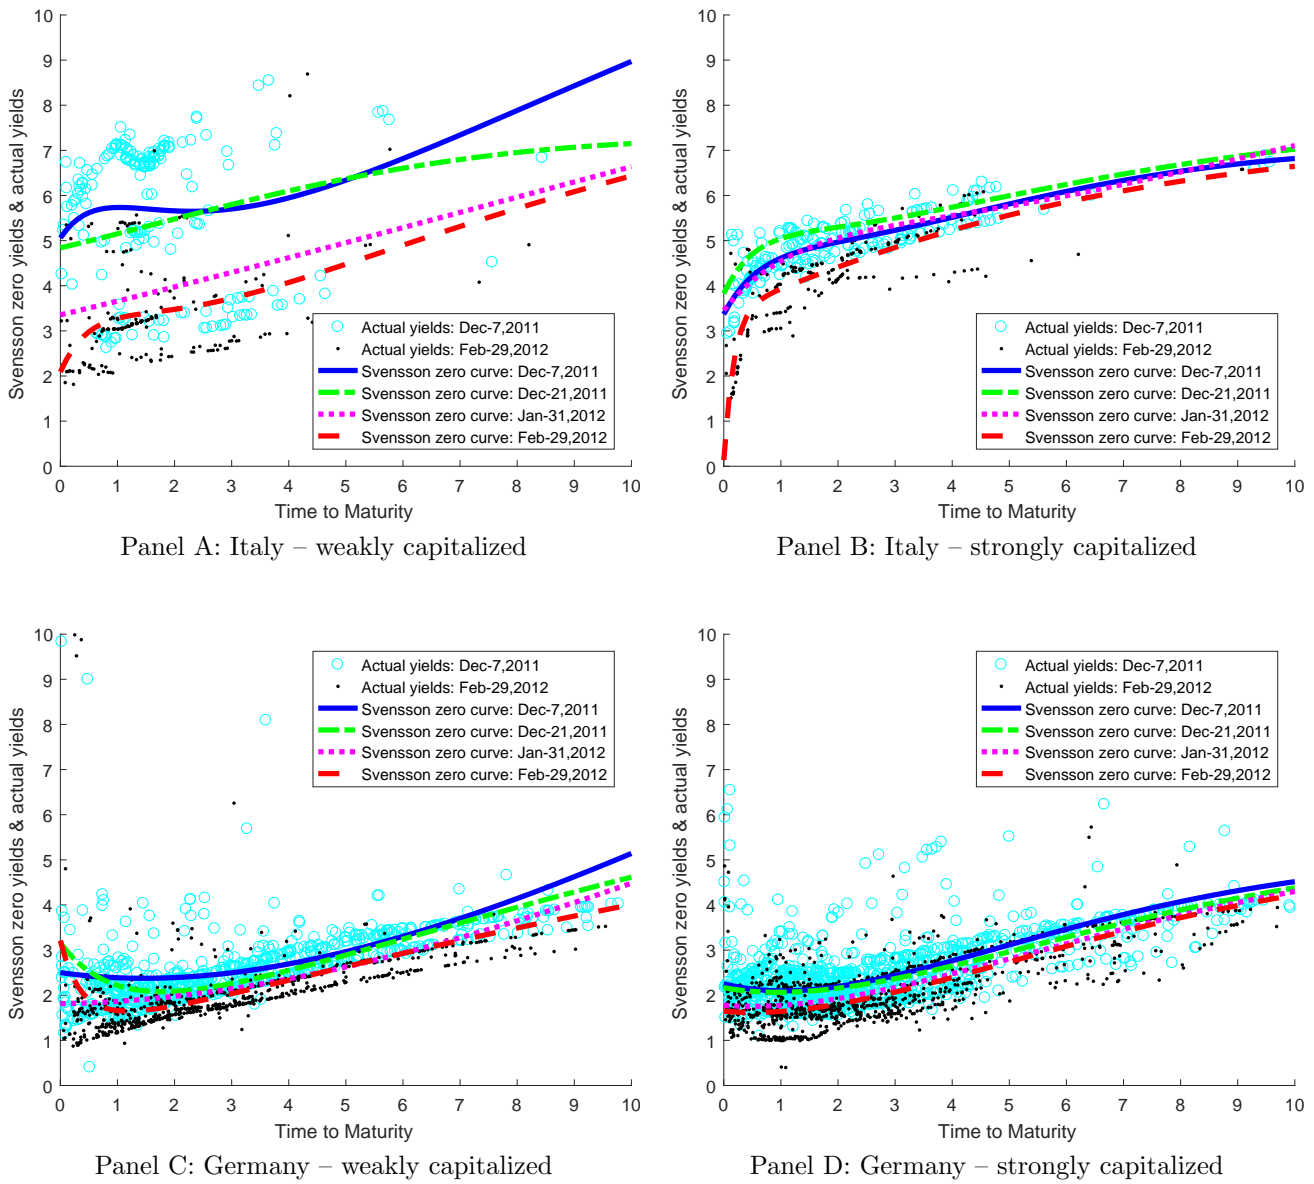 10
9
8
7
6
5
4
3
2
1
0
Svensson zero yields & actual yields
Actual yields: Dec-7,2011
Actual yields: Feb-29,2012
Svensson zero curve: Dec-7,2011
Svensson zero curve: Dec-21,2011
Svensson zero curve: Jan-31,2012
Svensson zero curve: Feb-29,2012
0 1 2 3 4 5 6 7 8 9 10
Time to Maturity
Panel A: Italy – weakly capitalized
10
9
8
7
6
5
4
3
2
1
0
Svensson zero yields & actual yields
Actual yields: Dec-7,2011
Actual yields: Feb-29,2012
Svensson zero curve: Dec-7,2011
Svensson zero curve: Dec-21,2011
Svensson zero curve: Jan-31,2012
Svensson zero curve: Feb-29,2012
0 1 2 3 4 5 6 7 8 9 10
Time to Maturity
Panel B: Italy – strongly capitalized
10
9
8
7
6
5
4
3
2
1
0
Svensson zero yields & actual yields
Actual yields: Dec-7,2011
Actual yields: Feb-29,2012
Svensson zero curve: Dec-7,2011
Svensson zero curve: Dec-21,2011
Svensson zero curve: Jan-31,2012
Svensson zero curve: Feb-29,2012
0 1 2 3 4 5 6 7 8 9 10
Time to Maturity
Panel C: Germany – weakly capitalized
10
9
8
7
6
5
4
3
2
1
0
Svensson zero yields & actual yields
Actual yields: Dec-7,2011
Actual yields: Feb-29,2012
Svensson zero curve: Dec-7,2011
Svensson zero curve: Dec-21,2011
Svensson zero curve: Jan-31,2012
Svensson zero curve: Feb-29,2012
0 1 2 3 4 5 6 7 8 9 10
Time to Maturity
Panel D: Germany – strongly capitalized